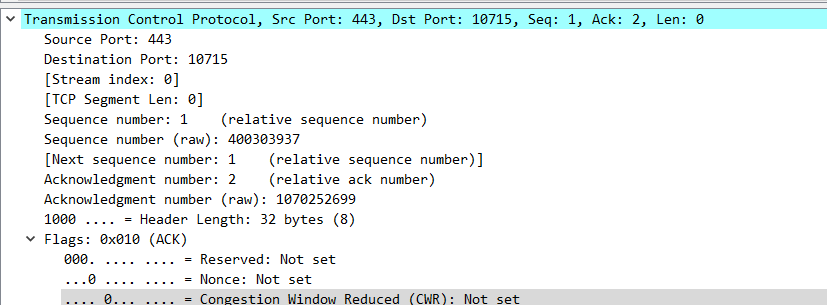 Transmission Control Protocol, Src Port: 443, Dst Port: 10715, Seq: 1, Ack: 2, Len: 0
Source Port: 443
Destination Port: 10715
[Stream index: 0]
[TCP Segment Len: 0]
Sequence number: 1    (relative sequence number)
Sequence number (raw): 400303937
[Next sequence number: 1    (relative sequence number)]
Acknowledgment number: 2    (relative ack number)
Acknowledgment number (raw): 1070252699
1000 .... = Header Length: 32 bytes (8)
Flags: 0x010 (ACK)
000. .... .... = Reserved: Not set
...0 .... .... = Nonce: Not set
.... 0... .... = Congestion Window Reduced (CWR): Not set